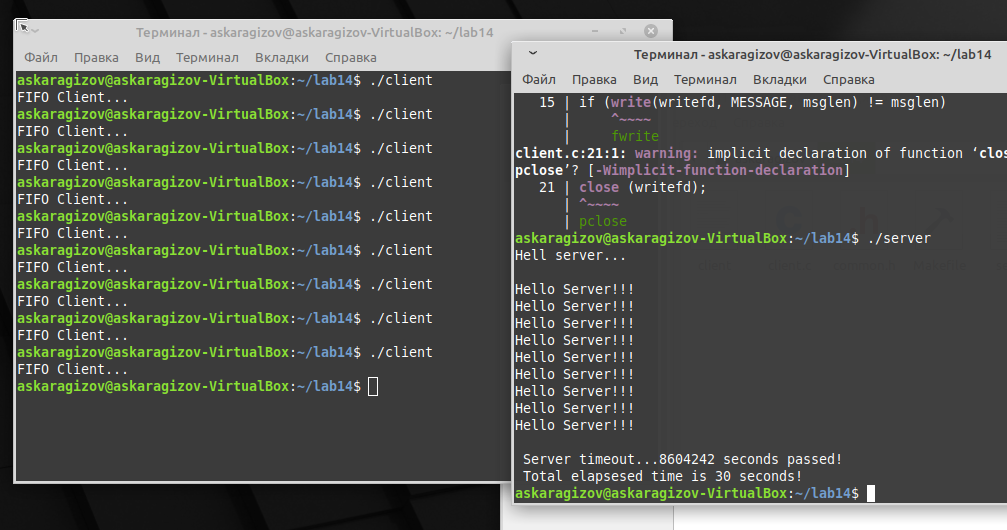 Терминал - askaragizov@askaragizov-VirtualBox: ~/lab14
Файл Правка Вид Терминал Вкладки Справка
askaragizov@askaragizov-VirtualBox:~/lab14$ ./client
FIFO Client...
askaragizov@askaragizov-VirtualBox:~/lab14$ ./client
FIFO Client...
askaragizov@askaragizov-VirtualBox:~/lab14$ ./client
FIFO Client...
askaragizov@askaragizov-VirtualBox:~/lab14$ ./client
FIFO Client...
askaragizov@askaragizov-VirtualBox:~/lab14$ ./client
FIFO Client...
askaragizov@askaragizov-VirtualBox:~/lab14$ ./client
FIFO Client...
askaragizov@askaragizov-VirtualBox:~/lab14$ ./client
FIFO Client...
askaragizov@askaragizov-VirtualBox:~/lab14$ ./client
FIFO Client...
askaragizov@askaragizov-VirtualBox:~/lab14$ ./client
FIFO Client...
askaragizov@askaragizov-VirtualBox:~/lab14$
Терминал - askaragizov@askaragizov-VirtualBox: ~/lab14
Файл Правка Вид Терминал Вкладки Справка
15 | if (write(writefd, MESSAGE, msglen) != msglen)
| ^~~~~
| fwrite
client.c:21:1: warning: implicit declaration of function ‘clos
pclose’? [-Wimplicit-function-declaration]
21 | close (writefd);
| ^~~~~
| pclose
askaragizov@askaragizov-VirtualBox:~/lab14$ ./server
Hell server...
Hello Server!!!
Hello Server!!!
Hello Server!!!
Hello Server!!!
Hello Server!!!
Hello Server!!!
Hello Server!!!
Hello Server!!!
Hello Server!!!
Server timeout...8604242 seconds passed!
Total elapsesed time is 30 seconds!
askaragizov@askaragizov-VirtualBox:~/lab14$